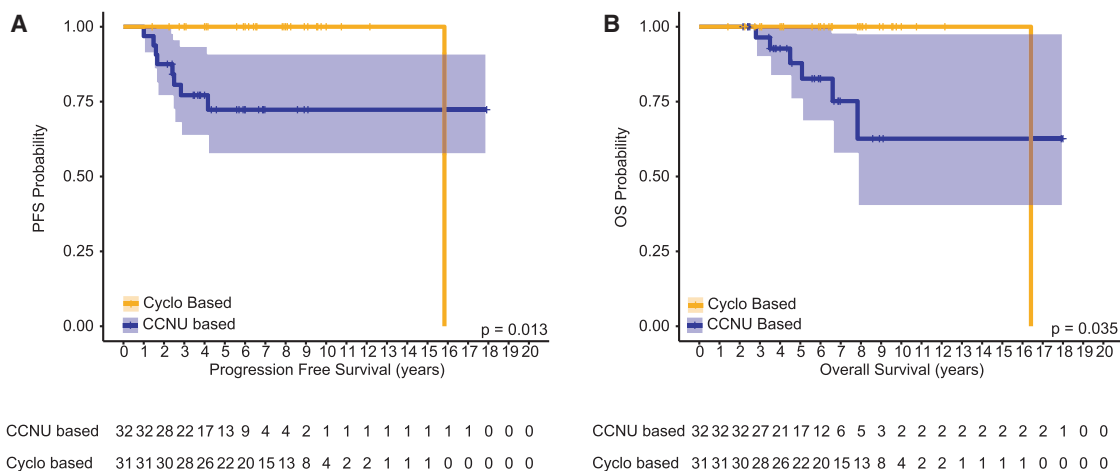 A
PFS Probability
1.00
0.75
0.50
0.25
0.00
Cyclo Based
CCNU based
p = 0.013
0 1 2 3 4 5 6 7 8 9 10 11 12 13 14 15 16 17 18 19 20
Progression Free Survival (years)
CCNU based 32 32 28 22 17 13 9 4 4 2 1 1 1 1 1 1 1 1 0 0 0
Cyclo based 31 31 30 28 26 22 20 15 13 8 4 2 2 1 1 1 0 0 0 0 0
B
OS Probability
1.00
0.75
0.50
0.25
0.00
Cyclo Based
CCNU Based
p = 0.035
0 1 2 3 4 5 6 7 8 9 10 11 12 13 14 15 16 17 18 19 20
Overall Survival (years)
CCNU based 32 32 32 27 21 17 12 6 5 3 2 2 2 2 2 2 2 2 1 0 0
Cyclo based 31 31 30 28 26 22 20 15 13 8 4 2 2 1 1 1 1 0 0 0 0